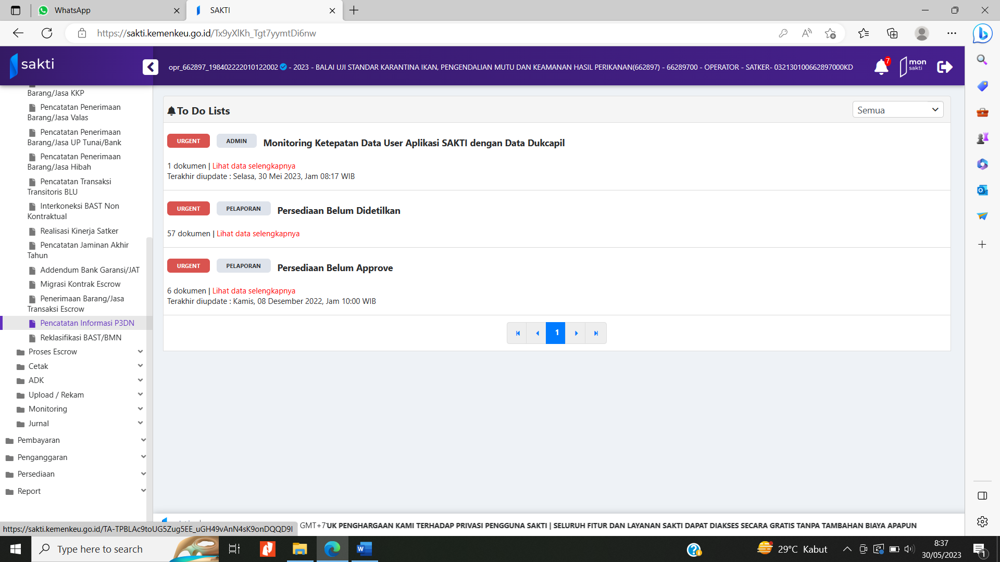 WhatsApp
SAKTI
https://sakti.kemenkeu.go.id/Tx9yXlKh_Tgt7yymtDi6nw
sakti
opr_662897_198402222010122002 - 2023 - BALAI UJI STANDAR KARANTINA IKAN, PENGENDALIAN MUTU DAN KEAMANAN HASIL PERIKANAN(662897) - 66289700 - OPERATOR - SATKER- 032130100662897000KD
7
mon
sakti
Barang/Jasa KKP
Pencatatan Penerimaan
Barang/Jasa Valas
Pencatatan Penerimaan
Barang/Jasa UP Tunai/Bank
Pencatatan Penerimaan
Barang/Jasa Hibah
Pencatatan Transaksi
Transitoris BLU
Interkoneksi BAST Non
Kontraktual
Realisasi Kinerja Satker
Pencatatan Jaminan Akhir
Tahun
Addendum Bank Garansi/JAT
Migrasi Kontrak Escrow
Penerimaan Barang/Jasa
Transaksi Escrow
Pencatatan Informasi P3DN
Reklasifikasi BAST/BMN
Proses Escrow
Cetak
ADK
Upload / Rekam
Monitoring
Jurnal
Pembayaran
Penganggaran
Persediaan
Report
To Do Lists
Semua
URGENT ADMIN Monitoring Ketepatan Data User Aplikasi SAKTI dengan Data Dukcapil
1 dokumen | Lihat data selengkapnya
Terakhir diupdate : Selasa, 30 Mei 2023, Jam 08:17 WIB
URGENT PELAPORAN Persediaan Belum Didetilkan
57 dokumen | Lihat data selengkapnya
URGENT PELAPORAN Persediaan Belum Approve
6 dokumen | Lihat data selengkapnya
Terakhir diupdate : Kamis, 08 Desember 2022, Jam 10:00 WIB
1
https://sakti.kemenkeu.go.id/TA-TPBLAc9toUG5Zug5EE_uGH49vAnN4sK9onDQQD9I
GMT+7 UK PENGHARGAAN KAMI TERHADAP PRIVASI PENGGUNA SAKTI | SELURUH FITUR DAN LAYANAN SAKTI DAPAT DIAKSES SECARA GRATIS TANPA TAMBAHAN BIAYA APAPUN
Type here to search
29°C Kabut
8:37
30/05/2023
1